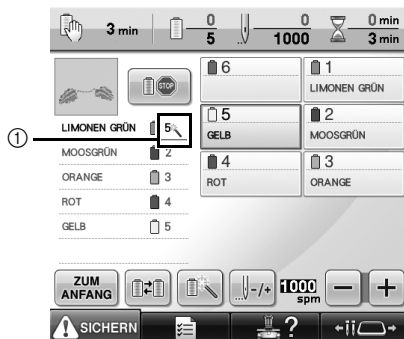 3 min 0 0 0 min
5 1000 3 min
6 1
LIMONEN GRÜN
① LIMONEN GRÜN 5 5 2
GELB MOOSGRÜN
MOOSGRÜN 2
ORANGE 3 4 3
ROT ORANGE
ROT 4
GELB 5
ZUM
ANFANG -/+ 1000 − +
spm
SICHERN ?